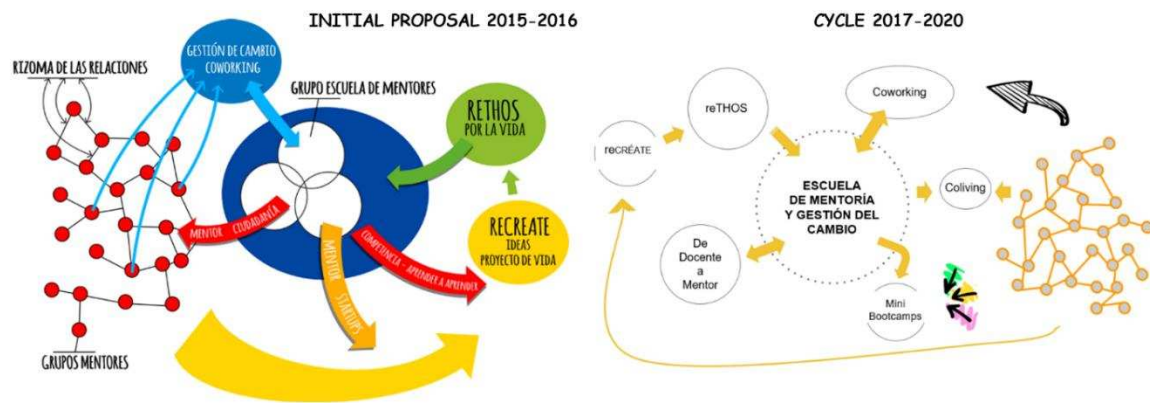 INITIAL PROPOSAL 2015-2016
GESTIÓN DE CAMBIO
COWORKING
RIZOMA DE LAS RELACIONES
GRUPO ESCUELA DE MENTORES
RETHOS
POR LA VIDA
RECREATE
IDEAS
PROYECTO DE VIDA
MENTOR CIUDADANÍA
MENTOR STARTUPS
COMPETENCIA - APRENDER A APRENDER
GRUPOS MENTORES
CYCLE 2017-2020
Coworking
reTHOS
reCRÉATE
ESCUELA
DE MENTORÍA
Y GESTIÓN DEL
CAMBIO
Coliving
De
Docente
a
Mentor
Mini
Bootcamps